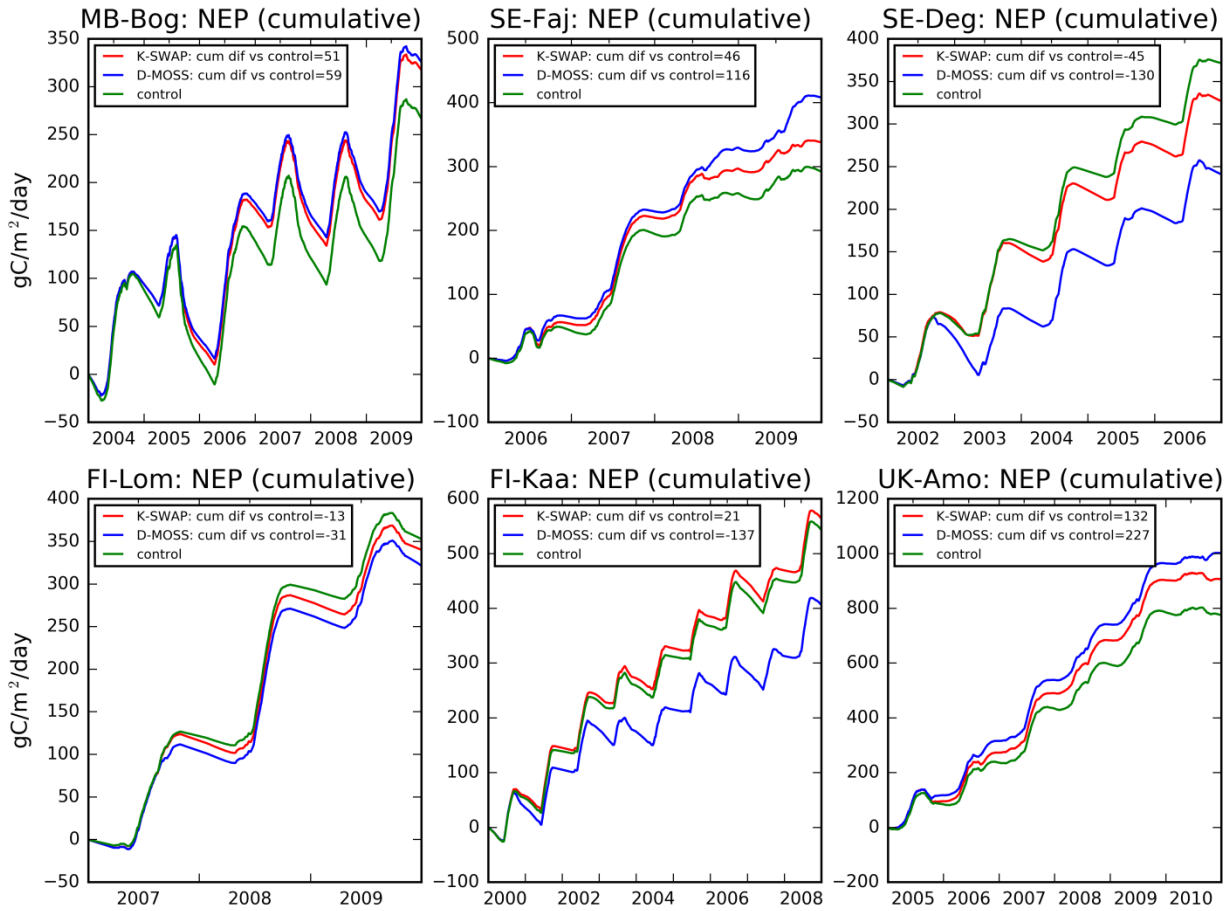 MB-Bog: NEP (cumulative)
350
300
250
200
150
100
50
0
−50
gC/m²/day
K-SWAP: cum dif vs control=51
D-MOSS: cum dif vs control=59
control
2004 2005 2006 2007 2008 2009
SE-Faj: NEP (cumulative)
500
400
300
200
100
0
−100
K-SWAP: cum dif vs control=46
D-MOSS: cum dif vs control=116
control
2006 2007 2008 2009
SE-Deg: NEP (cumulative)
400
350
300
250
200
150
100
50
0
−50
K-SWAP: cum dif vs control=-45
D-MOSS: cum dif vs control=-130
control
2002 2003 2004 2005 2006
FI-Lom: NEP (cumulative)
400
350
300
250
200
150
100
50
0
−50
gC/m²/day
K-SWAP: cum dif vs control=-13
D-MOSS: cum dif vs control=-31
control
2007 2008 2009
FI-Kaa: NEP (cumulative)
600
500
400
300
200
100
0
−100
K-SWAP: cum dif vs control=21
D-MOSS: cum dif vs control=-137
control
2000 2002 2004 2006 2008
UK-Amo: NEP (cumulative)
1200
1000
800
600
400
200
0
−200
K-SWAP: cum dif vs control=132
D-MOSS: cum dif vs control=227
control
2005 2006 2007 2008 2009 2010